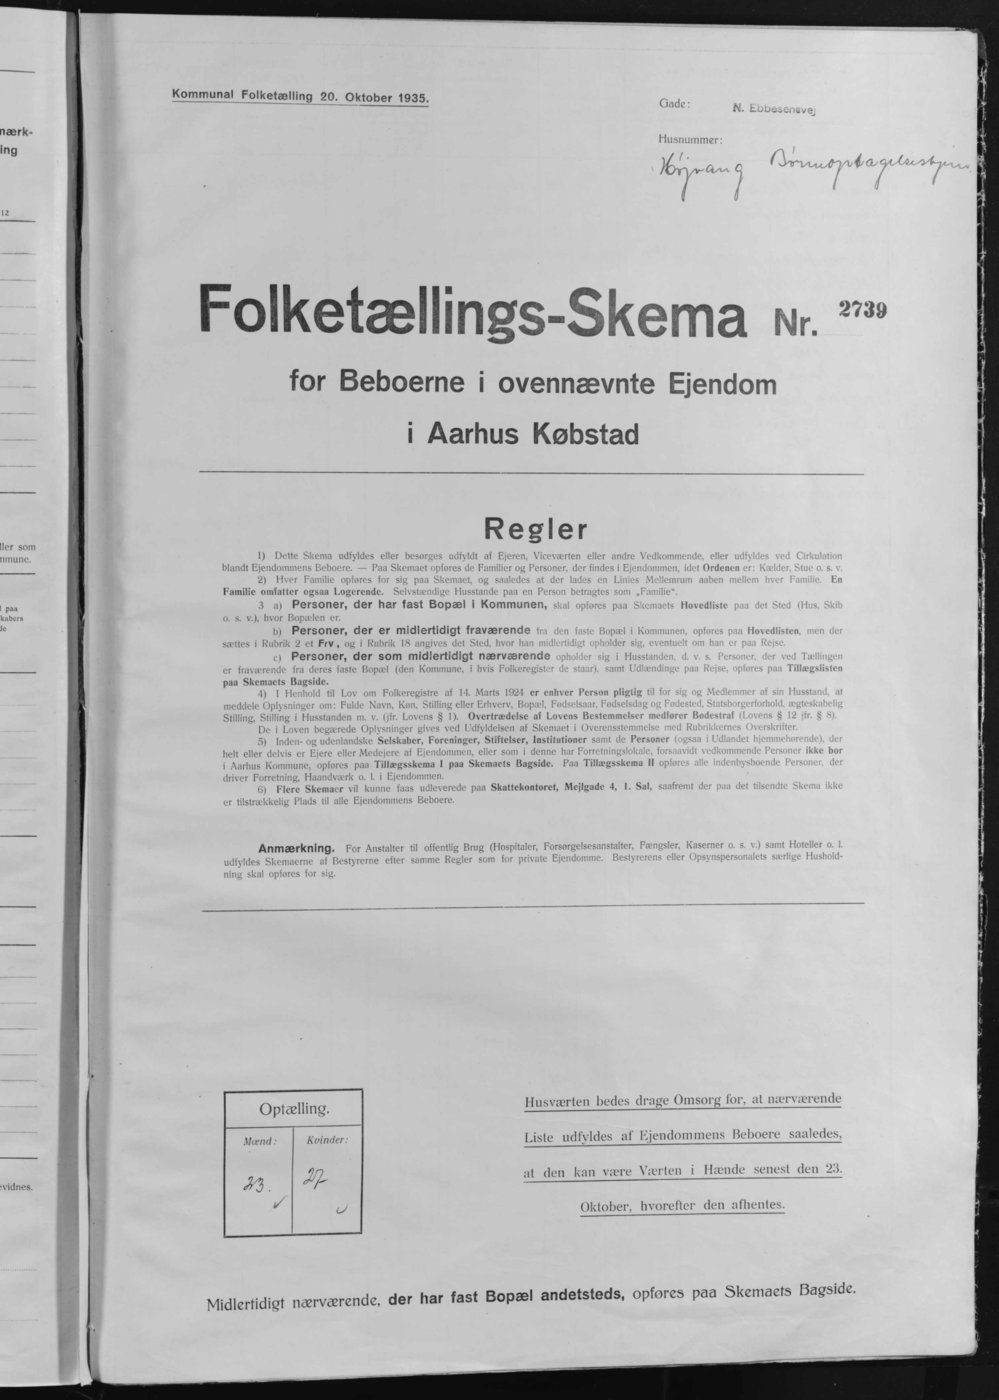 nærk-
ing
12
ller som
mmune.
l paa
kabers
de
evidnes.
Kommunal Folketælling 20. Oktober 1935.
Gade: N. Ebbesensvej
Husnummer:
Højvang Børneoptagelseshjem
Folketællings-Skema Nr. 2739
for Beboerne i ovennævnte Ejendom
i Aarhus Købstad
Regler
1) Dette Skema udfyldes eller besørges udfyldt af Ejeren, Viceværten eller andre Vedkommende, eller udfyldes ved Cirkulation
blandt Ejendommens Beboere. — Paa Skemaet opføres de Familier og Personer, der findes i Ejendommen, idet Ordenen er: Kælder, Stue o. s. v.
2) Hver Familie opføres for sig paa Skemaet, og saaledes at der lades en Linies Mellemrum aaben mellem hver Familie. En
Familie omfatter ogsaa Logerende. Selvstændige Husstande paa en Person betragtes som „Familie“.
3 a) Personer, der har fast Bopæl i Kommunen, skal opføres paa Skemaets Hovedliste paa det Sted (Hus, Skib
o. s. v.), hvor Bopælen er.
b) Personer, der er midlertidigt fraværende fra den faste Bopæl i Kommunen, opføres paa Hovedlisten, men der
sættes i Rubrik 2 et Frv., og i Rubrik 18 angives det Sted, hvor han midlertidigt opholder sig, eventuelt om han er paa Rejse.
c) Personer, der som midlertidigt nærværende opholder sig i Husstanden, d. v. s. Personer, der ved Tællingen
er fraværende fra deres faste Bopæl (den Kommune, i hvis Folkeregister de staar), samt Udlændinge paa Rejse, opføres paa Tillægslisten
paa Skemaets Bagside.
4) I Henhold til Lov om Folkeregistre af 14. Marts 1924 er enhver Person pligtig til for sig og Medlemmer af sin Husstand, at
meddele Oplysninger om: Fulde Navn, Køn, Stilling eller Erhverv, Bopæl, Fødselsaar, Fødselsdag og Fødested, Statsborgerforhold, ægteskabelig
Stilling, Stilling i Husstanden m. v. (jfr. Lovens § 1). Overtrædelse af Lovens Bestemmelser medfører Bødestraf (Lovens § 12 jfr. § 8).
De i Loven begærede Oplysninger gives ved Udfyldelsen af Skemaet i Overensstemmelse med Rubrikkernes Overskrifter.
5) Inden- og udenlandske Selskaber, Foreninger, Stiftelser, Institutioner samt de Personer (ogsaa i Udlandet hjemmehørende), der
helt eller delvis er Ejere eller Medejere af Ejendommen, eller som i denne har Forretningslokale, forsaavidt vedkommende Personer ikke bor
i Aarhus Kommune, opføres paa Tillægsskema I paa Skemaets Bagside. Paa Tillægsskema II opføres alle indenbysboende Personer, der
driver Forretning, Haandværk o. l. i Ejendommen.
6) Flere Skemaer vil kunne faas udleverede paa Skattekontoret, Mejlgade 4, 1. Sal, saafremt der paa det tilsendte Skema ikke
er tilstrækkelig Plads til alle Ejendommens Beboere.
Anmærkning. For Anstalter til offentlig Brug (Hospitaler, Forsørgelsesanstalter, Fængsler, Kaserner o. s. v.) samt Hoteller o. l.
udfyldes Skemaerne af Bestyrerne efter samme Regler som for private Ejendomme. Bestyrerens eller Opsynspersonalets særlige Hushold-
ning skal opføres for sig.
Optælling.
Mænd: Kvinder:
23. 27
Husværten bedes drage Omsorg for, at nærværende
Liste udfyldes af Ejendommens Beboere saaledes,
at den kan være Værten i Hænde senest den 23.
Oktober, hvorefter den afhentes.
Midlertidigt nærværende, der har fast Bopæl andetsteds, opføres paa Skemaets Bagside.